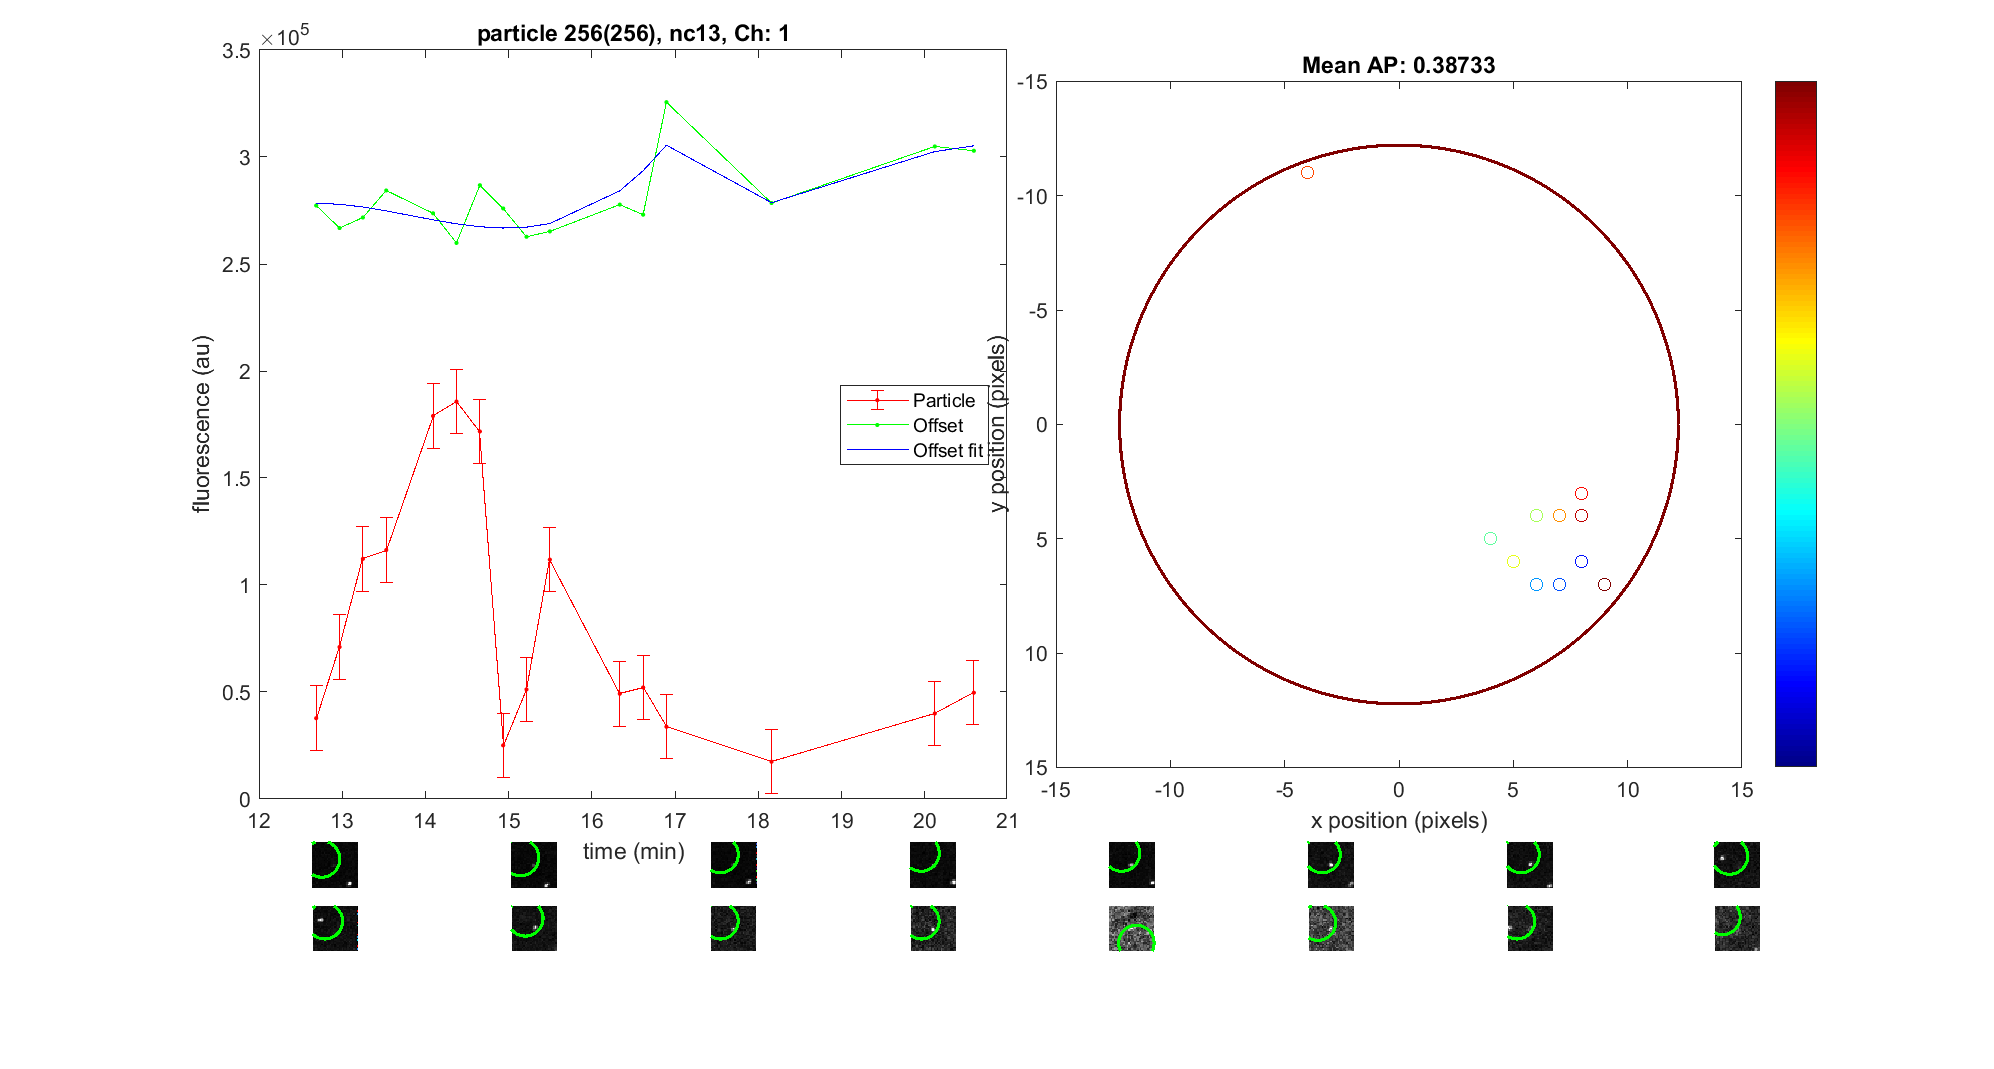 particle 256(256), nc13, Ch: 1
×10^5
3.5
3
2.5
2
1.5
1
0.5
0
fluorescence (au)
12 13 14 15 16 17 18 19 20 21
time (min)
Particle
Offset
Offset fit
Mean AP: 0.38733
-15
-10
-5
0
5
10
15
y position (pixels)
-15 -10 -5 0 5 10 15
x position (pixels)